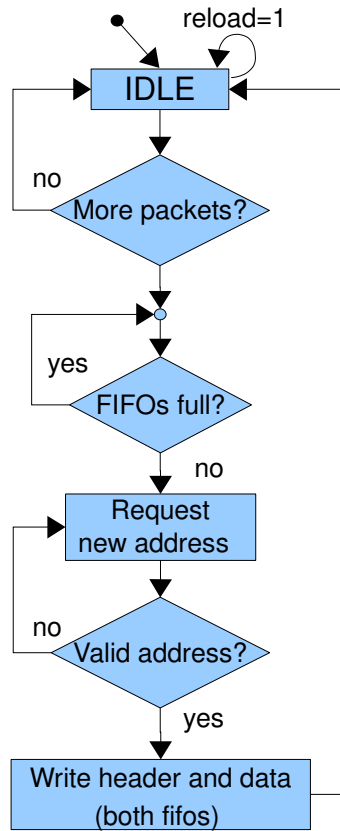 reload=1
IDLE
no
More packets?
yes
FIFOs full?
no
Request
new address
no
Valid address?
yes
Write header and data
(both fifos)